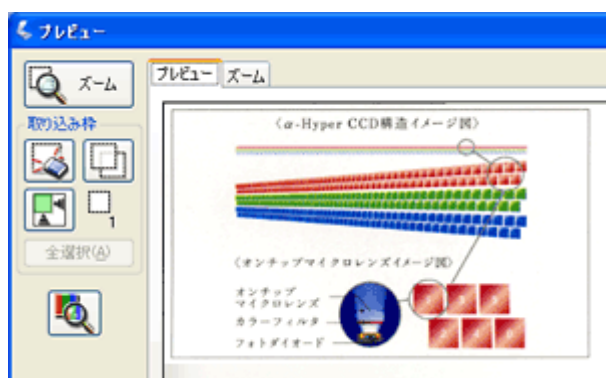 プレビュー
ズーム
プレビュー ズーム
取り込み枠
1
全選択(A)
〈α-Hyper CCD構造イメージ図〉
〈オンチップマイクロレンズイメージ図〉
オンチップ
マイクロレンズ
カラーフィルタ
フォトダイオード